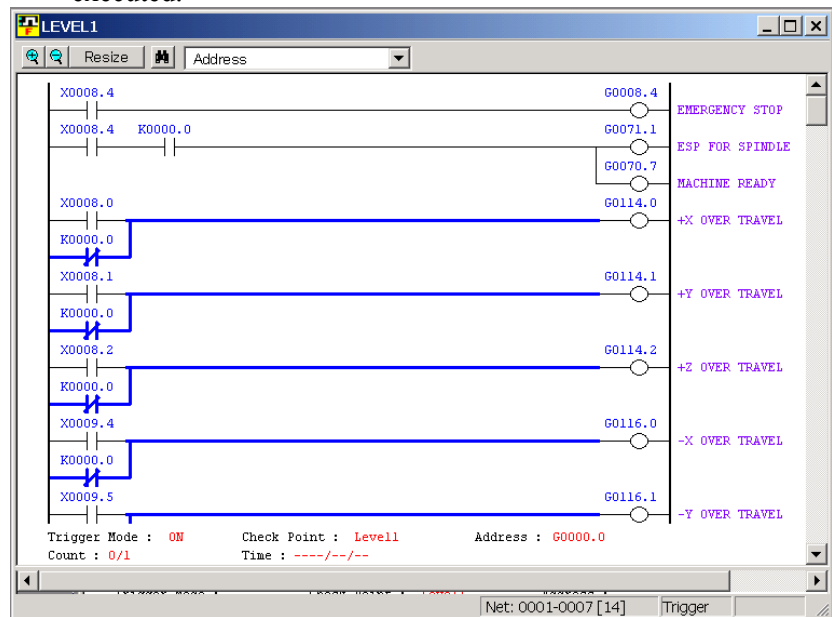 LEVEL1
Resize Address
X0008.4 G0008.4
EMERGENCY STOP
X0008.4 K0000.0 G0071.1
ESP FOR SPINDLE
G0070.7
MACHINE READY
X0008.0 G0114.0
+X OVER TRAVEL
K0000.0
X0008.1 G0114.1
+Y OVER TRAVEL
K0000.0
X0008.2 G0114.2
+Z OVER TRAVEL
K0000.0
X0009.4 G0116.0
-X OVER TRAVEL
K0000.0
X0009.5 G0116.1
-Y OVER TRAVEL
Trigger Mode : ON Check Point : Level1 Address : G0000.0
Count : 0/1 Time : ----/--/--
Net: 0001-0007 [14] Trigger